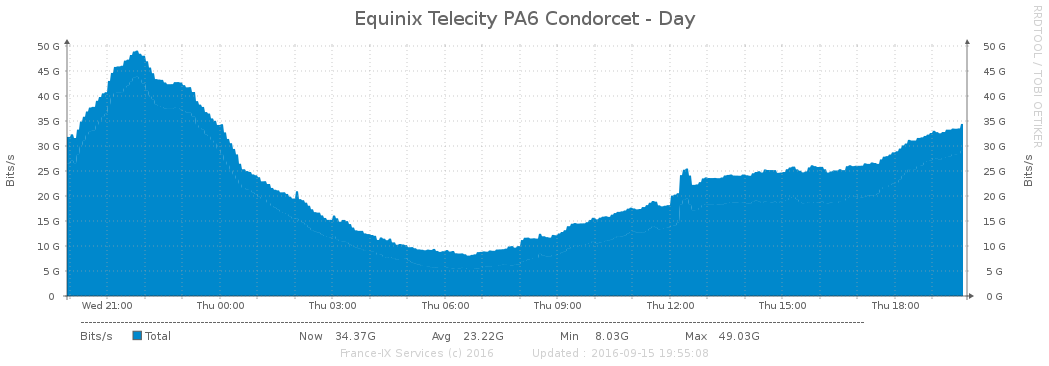 Equinix Telecity PA6 Condorcet - Day
RRDTOOL / TOBI OETIKER
50 G 50 G
45 G 45 G
40 G 40 G
35 G 35 G
30 G 30 G
25 G 25 G
20 G 20 G
15 G 15 G
10 G 10 G
5 G 5 G
0 0 G
Bits/s Bits/s
Wed 21:00 Thu 00:00 Thu 03:00 Thu 06:00 Thu 09:00 Thu 12:00 Thu 15:00 Thu 18:00
Bits/s Total Now 34.37G Avg 23.22G Min 8.03G Max 49.03G
France-IX Services (c) 2016 Updated : 2016-09-15 19:55:08